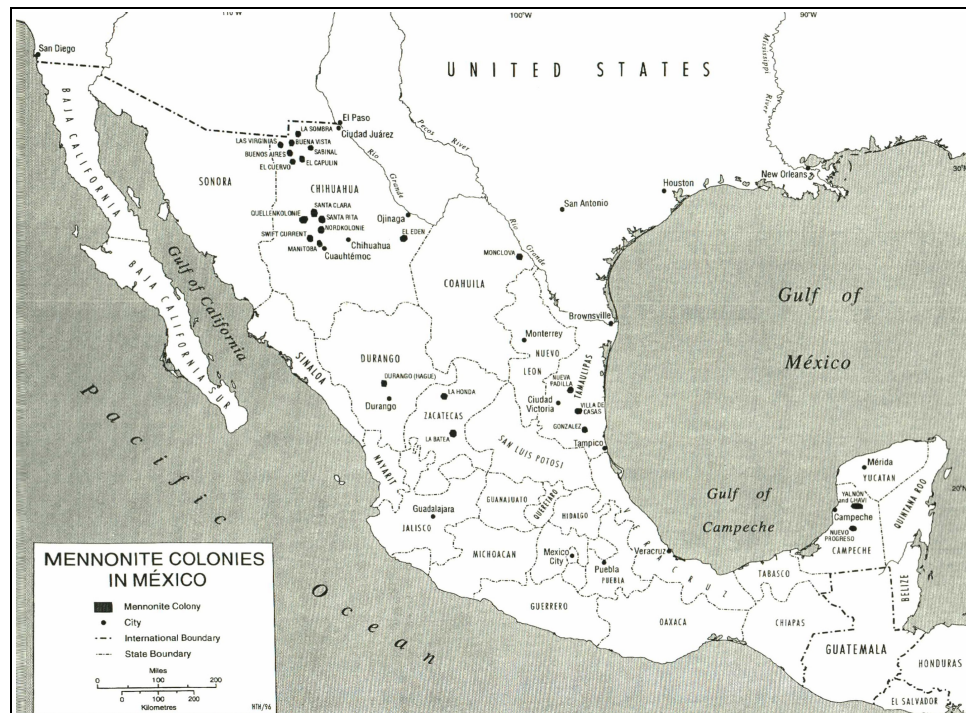 110°W
100°W
90°W
San Diego
UNITED STATES
Mississippi
River
El Paso
Ciudad Juárez
LA SOMBRA
LAS VIRGINIAS
BUENA VISTA
BUENOS AIRES
SABINAL
EL CUERVO
EL CAPULIN
Pecos
River
Rio
Grande
BAJA CALIFORNIA
SONORA
CHIHUAHUA
New Orleans
30°N
Houston
San Antonio
SANTA CLARA
QUELLENKOLONIE
SANTA RITA
NORDKOLONIE
SWIFT CURRENT
MANITOBA
Cuauhtémoc
Chihuahua
Ojinaga
EL EDEN
Rio
Grande
MONCLOVA
COAHUILA
Gulf of California
BAJA CALIFORNIA SUR
Gulf of
México
Brownsville
Monterrey
NUEVO
LEON
SINALOA
DURANGO
DURANGO (HAGUE)
Durango
LA HONDA
ZACATECAS
LA BATEA
NUEVA
PADILLA
TAMAULIPAS
Ciudad
Victoria
VILLA DE
CASAS
GONZALEZ
Tampico
SAN LUIS POTOSI
NAYARIT
Pacific
Ocean
Mérida
YUCATAN
20°N
YALNÓN
and CHAVI
Campeche
QUINTANA ROO
NUEVO
PROGRESO
CAMPECHE
Gulf of
Campeche
GUANAJUATO
QUERETARO
HIDALGO
Guadalajara
JALISCO
MICHOACAN
Mexico
City
Puebla
PUEBLA
Veracruz
VERACRUZ
TABASCO
BELIZE
GUERRERO
OAXACA
CHIAPAS
GUATEMALA
HONDURAS
EL SALVADOR
MENNONITE COLONIES
IN MÉXICO
Mennonite Colony
City
International Boundary
State Boundary
Miles
0 100 200
0 100 200
Kilometres
HTH/96